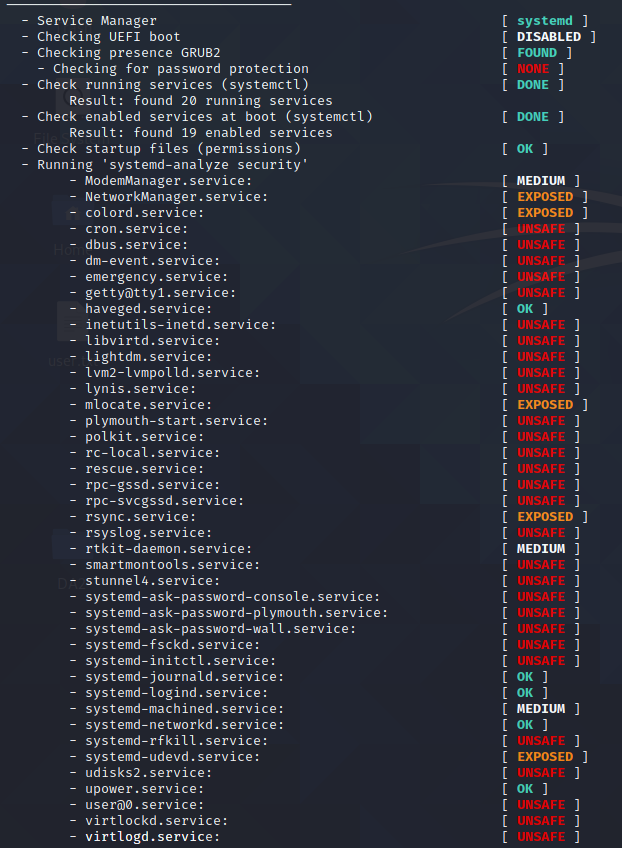 - Service Manager [ systemd ]
- Checking UEFI boot [ DISABLED ]
- Checking presence GRUB2 [ FOUND ]
- Checking for password protection [ NONE ]
- Check running services (systemctl) [ DONE ]
Result: found 20 running services
- Check enabled services at boot (systemctl) [ DONE ]
Result: found 19 enabled services
- Check startup files (permissions) [ OK ]
- Running 'systemd-analyze security'
- ModemManager.service: [ MEDIUM ]
- NetworkManager.service: [ EXPOSED ]
- colord.service: [ EXPOSED ]
- cron.service: [ UNSAFE ]
- dbus.service: [ UNSAFE ]
- dm-event.service: [ UNSAFE ]
- emergency.service: [ UNSAFE ]
- getty@tty1.service: [ UNSAFE ]
- haveged.service: [ OK ]
- inetutils-inetd.service: [ UNSAFE ]
- libvirtd.service: [ UNSAFE ]
- lightdm.service: [ UNSAFE ]
- lvm2-lvmpolld.service: [ UNSAFE ]
- lynis.service: [ UNSAFE ]
- mlocate.service: [ EXPOSED ]
- plymouth-start.service: [ UNSAFE ]
- polkit.service: [ UNSAFE ]
- rc-local.service: [ UNSAFE ]
- rescue.service: [ UNSAFE ]
- rpc-gssd.service: [ UNSAFE ]
- rpc-svcgssd.service: [ UNSAFE ]
- rsync.service: [ EXPOSED ]
- rsyslog.service: [ UNSAFE ]
- rtkit-daemon.service: [ MEDIUM ]
- smartmontools.service: [ UNSAFE ]
- stunnel4.service: [ UNSAFE ]
- systemd-ask-password-console.service: [ UNSAFE ]
- systemd-ask-password-plymouth.service: [ UNSAFE ]
- systemd-ask-password-wall.service: [ UNSAFE ]
- systemd-fsckd.service: [ UNSAFE ]
- systemd-initctl.service: [ UNSAFE ]
- systemd-journald.service: [ OK ]
- systemd-logind.service: [ OK ]
- systemd-machined.service: [ MEDIUM ]
- systemd-networkd.service: [ OK ]
- systemd-rfkill.service: [ UNSAFE ]
- systemd-udevd.service: [ EXPOSED ]
- udisks2.service: [ UNSAFE ]
- upower.service: [ OK ]
- user@0.service: [ UNSAFE ]
- virtlockd.service: [ UNSAFE ]
- virtlogd.service: [ UNSAFE ]